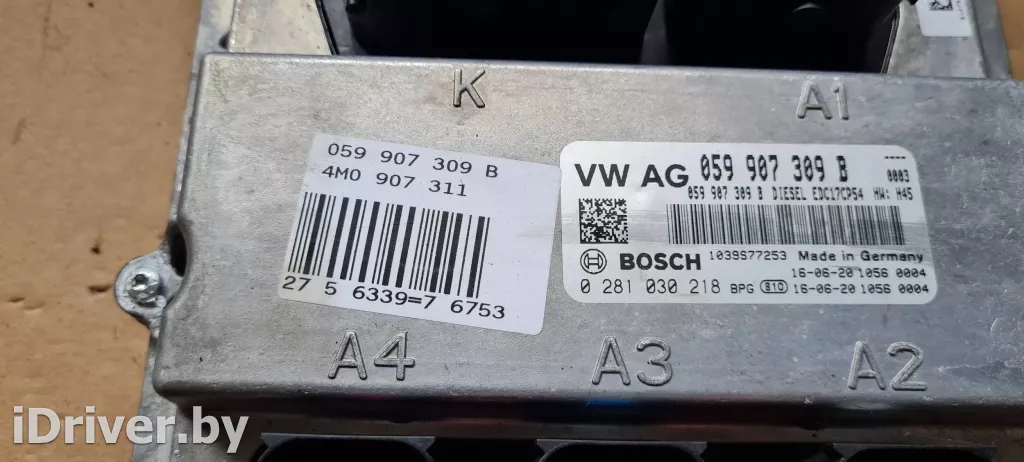 K
A1
059 907 309 B
4M0 907 311
27 5 6339=7 6753
VW AG 059 907 309 B ----
0003
059 907 309 B DIESEL EDC17CP54 HW: H45
BOSCH 1039S77253 Made in Germany
16-06-20 1056 0004
0 281 030 218 BPG 810 16-06-20 1056 0004
A4
A3
A2
iDriver.by